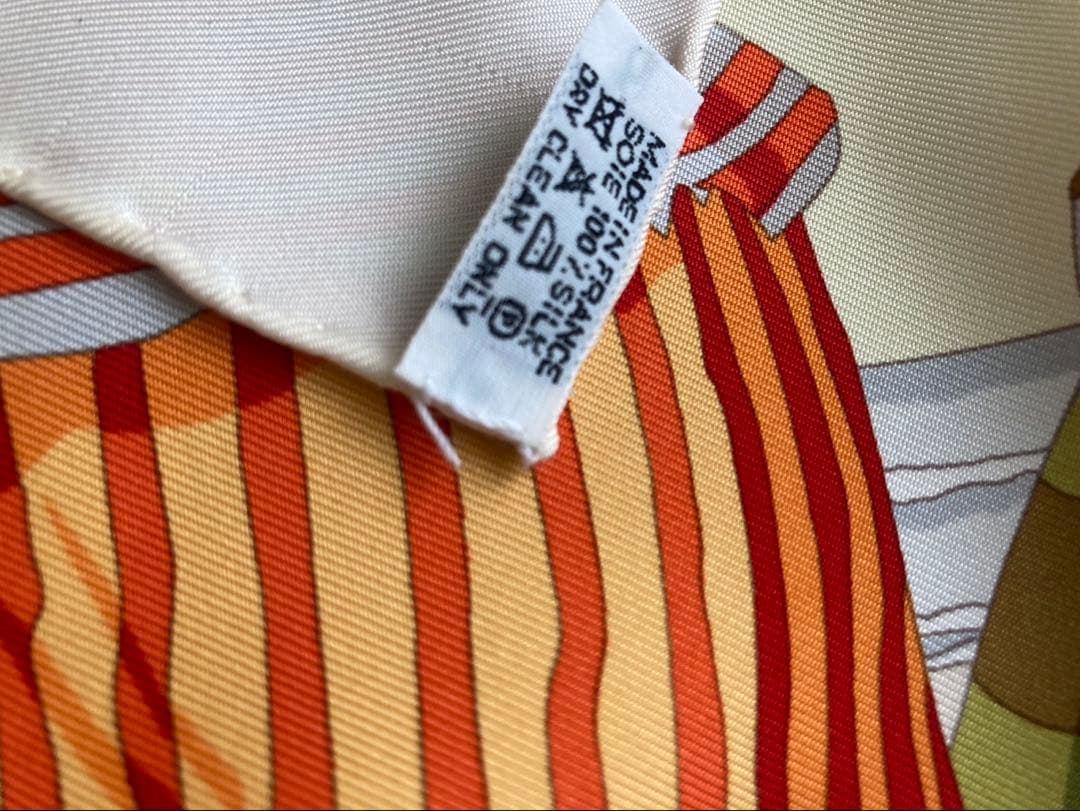 MADE IN FRANCE
SOIE 100 % SILK
P
DRY CLEAN ONLY